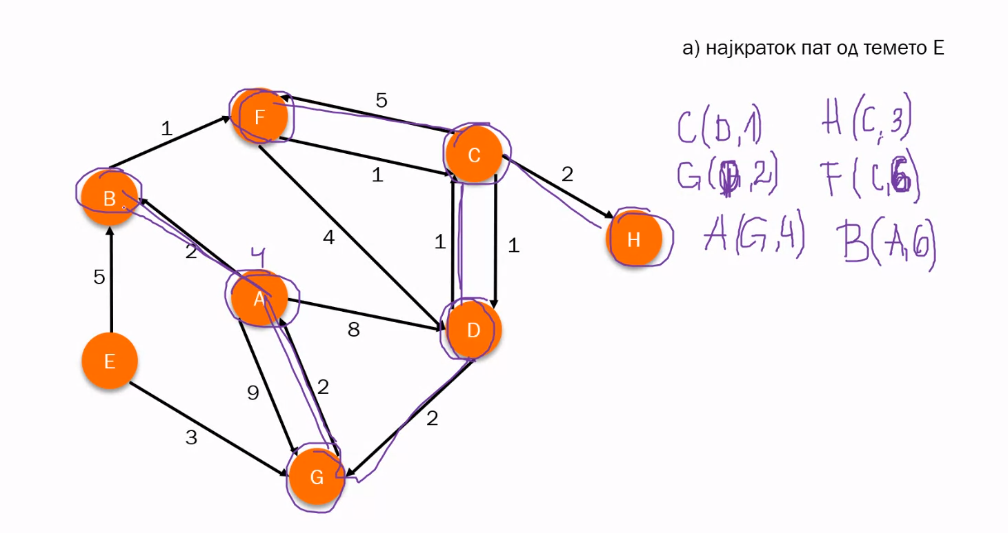 а) најкраток пат од темето Е
F
5
C(D,1)
H(C,3)
1
C
1
2
G(D,2)
F(C,6)
B
A(G,4)
B(A,6)
2
4
4
H
1
1
5
A
8
D
E
9
2
2
3
G